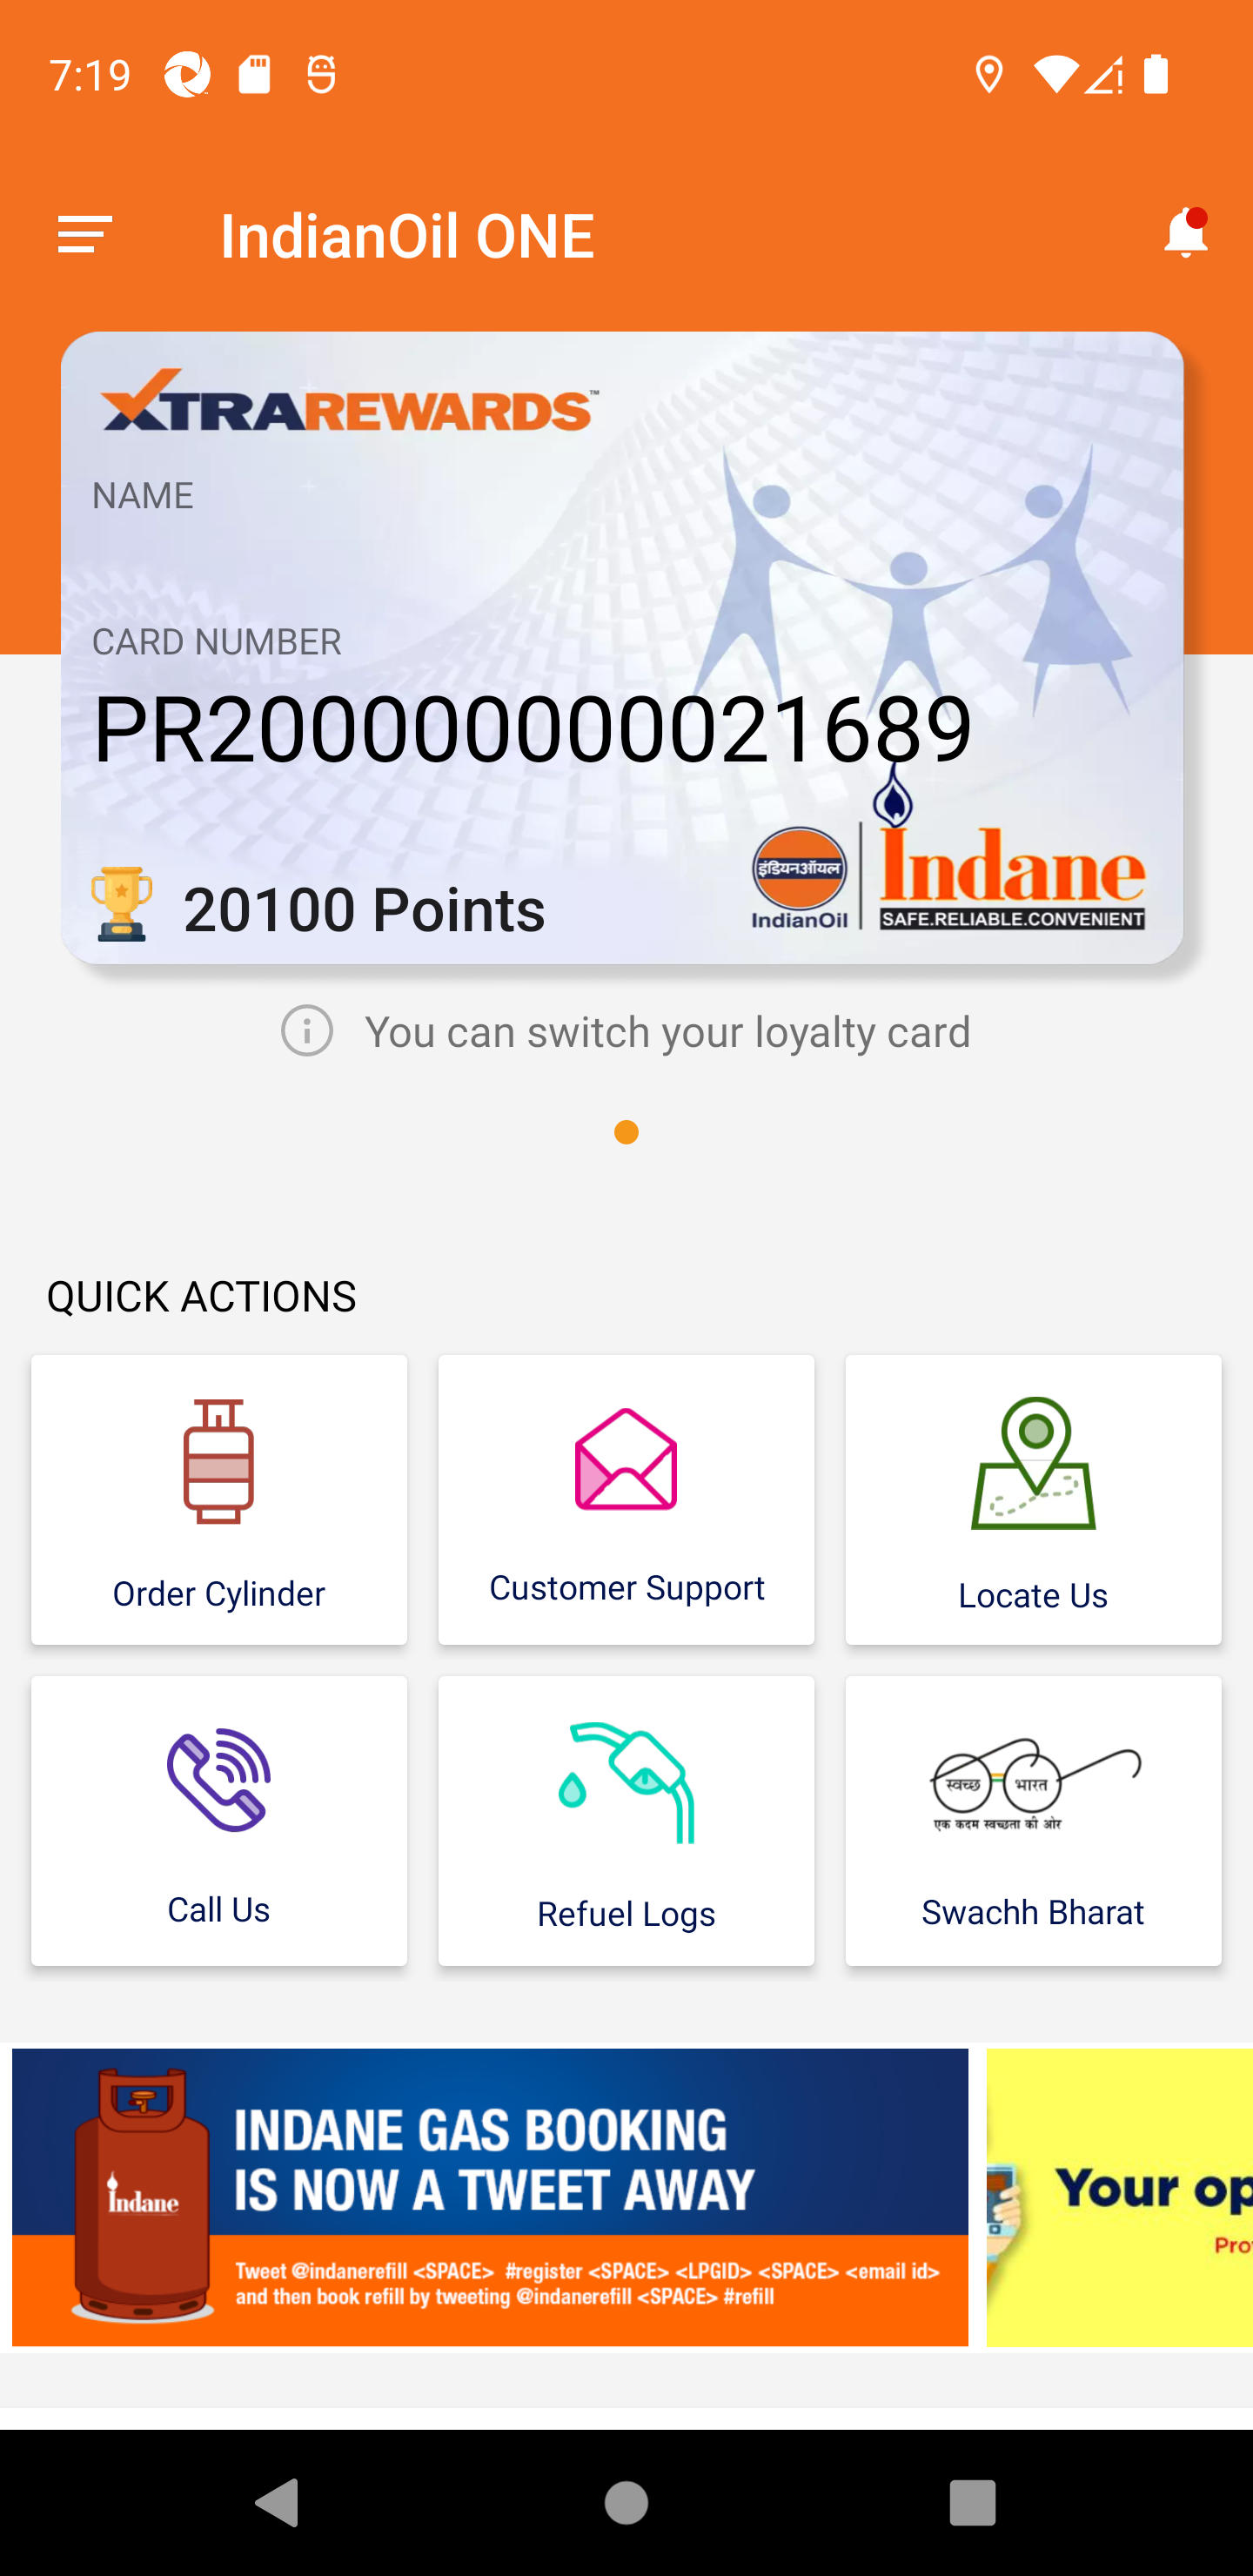 7:19
IndianOil ONE
XTRAREWARDS™
NAME
CARD NUMBER
PR200000000021689
20100 Points
इंडियनऑयल
IndianOil
Indane
SAFE.RELIABLE.CONVENIENT
You can switch your loyalty card
QUICK ACTIONS
Order Cylinder
Customer Support
Locate Us
स्वच्छ भारत
एक कदम स्वच्छता की ओर
Call Us
Refuel Logs
Swachh Bharat
INDANE GAS BOOKING
IS NOW A TWEET AWAY
Indane
Tweet @indanerefill <SPACE> #register <SPACE> <LPGID> <SPACE> <email id>
and then book refill by tweeting @indanerefill <SPACE> #refill
Your op
Pro